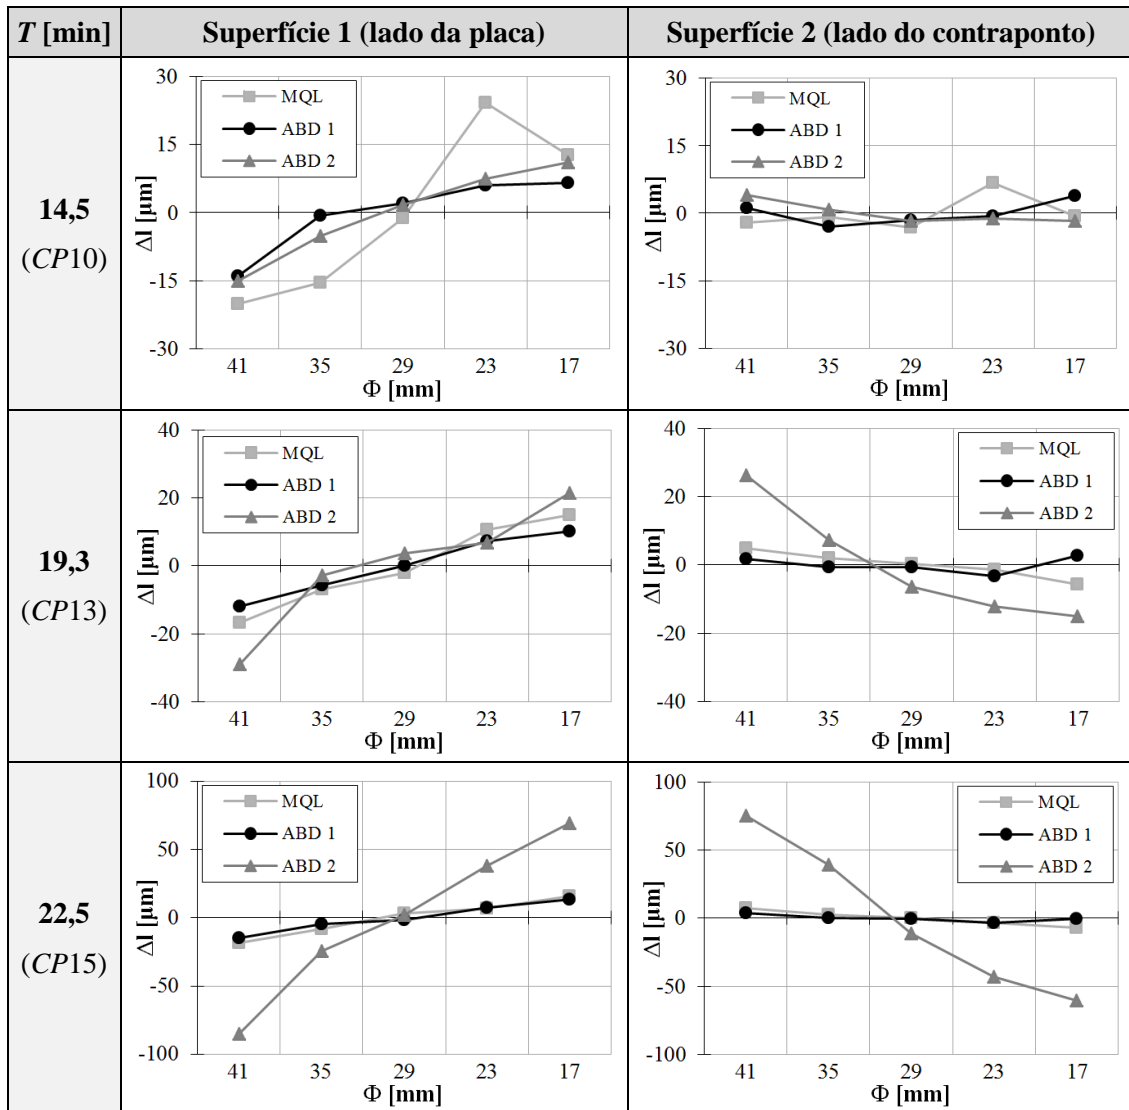 T [min] Superfície 1 (lado da placa) Superfície 2 (lado do contraponto)
14,5
(CP10)
30
15
0
-15
-30
Δl [µm]
MQL
ABD 1
ABD 2
41 35 29 23 17
Φ [mm]
30
15
0
-15
-30
Δl [µm]
MQL
ABD 1
ABD 2
41 35 29 23 17
Φ [mm]
19,3
(CP13)
40
20
0
-20
-40
Δl [µm]
MQL
ABD 1
ABD 2
41 35 29 23 17
Φ [mm]
40
20
0
-20
-40
Δl [µm]
MQL
ABD 1
ABD 2
41 35 29 23 17
Φ [mm]
22,5
(CP15)
100
50
0
-50
-100
Δl [µm]
MQL
ABD 1
ABD 2
41 35 29 23 17
Φ [mm]
100
50
0
-50
-100
Δl [µm]
MQL
ABD 1
ABD 2
41 35 29 23 17
Φ [mm]